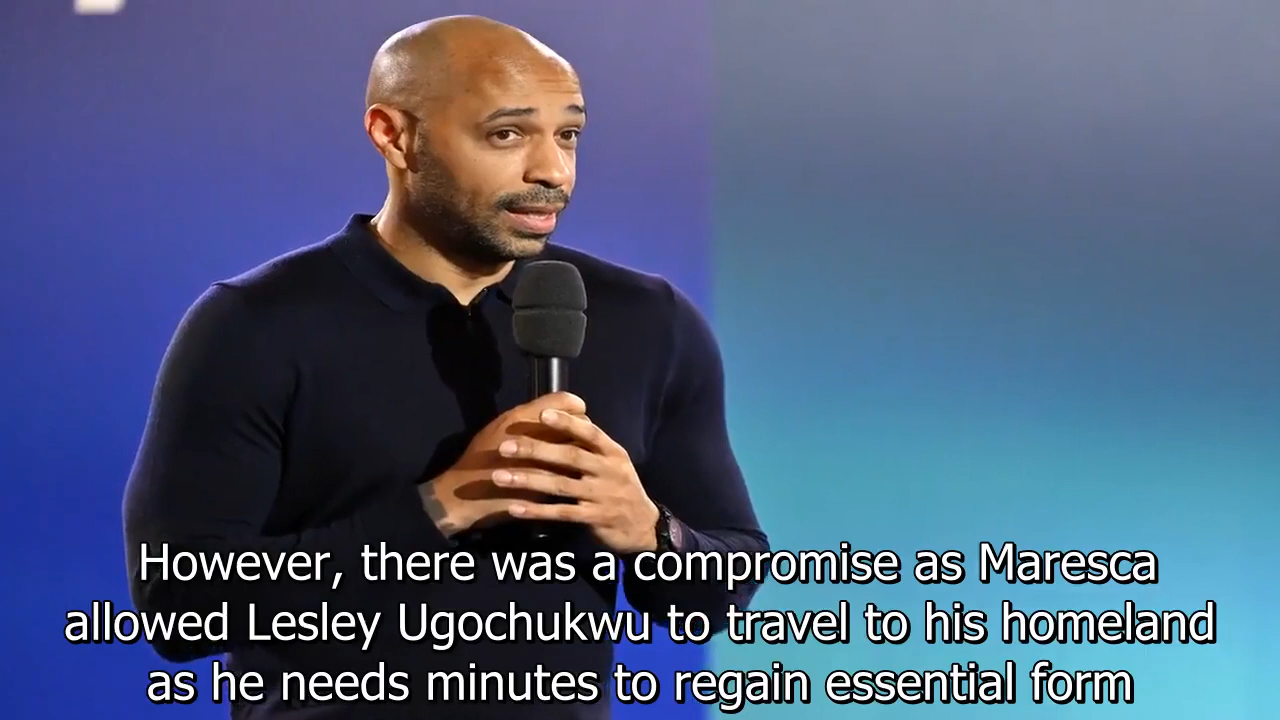 However, there was a compromise as Maresca
allowed Lesley Ugochukwu to travel to his homeland
as he needs minutes to regain essential form